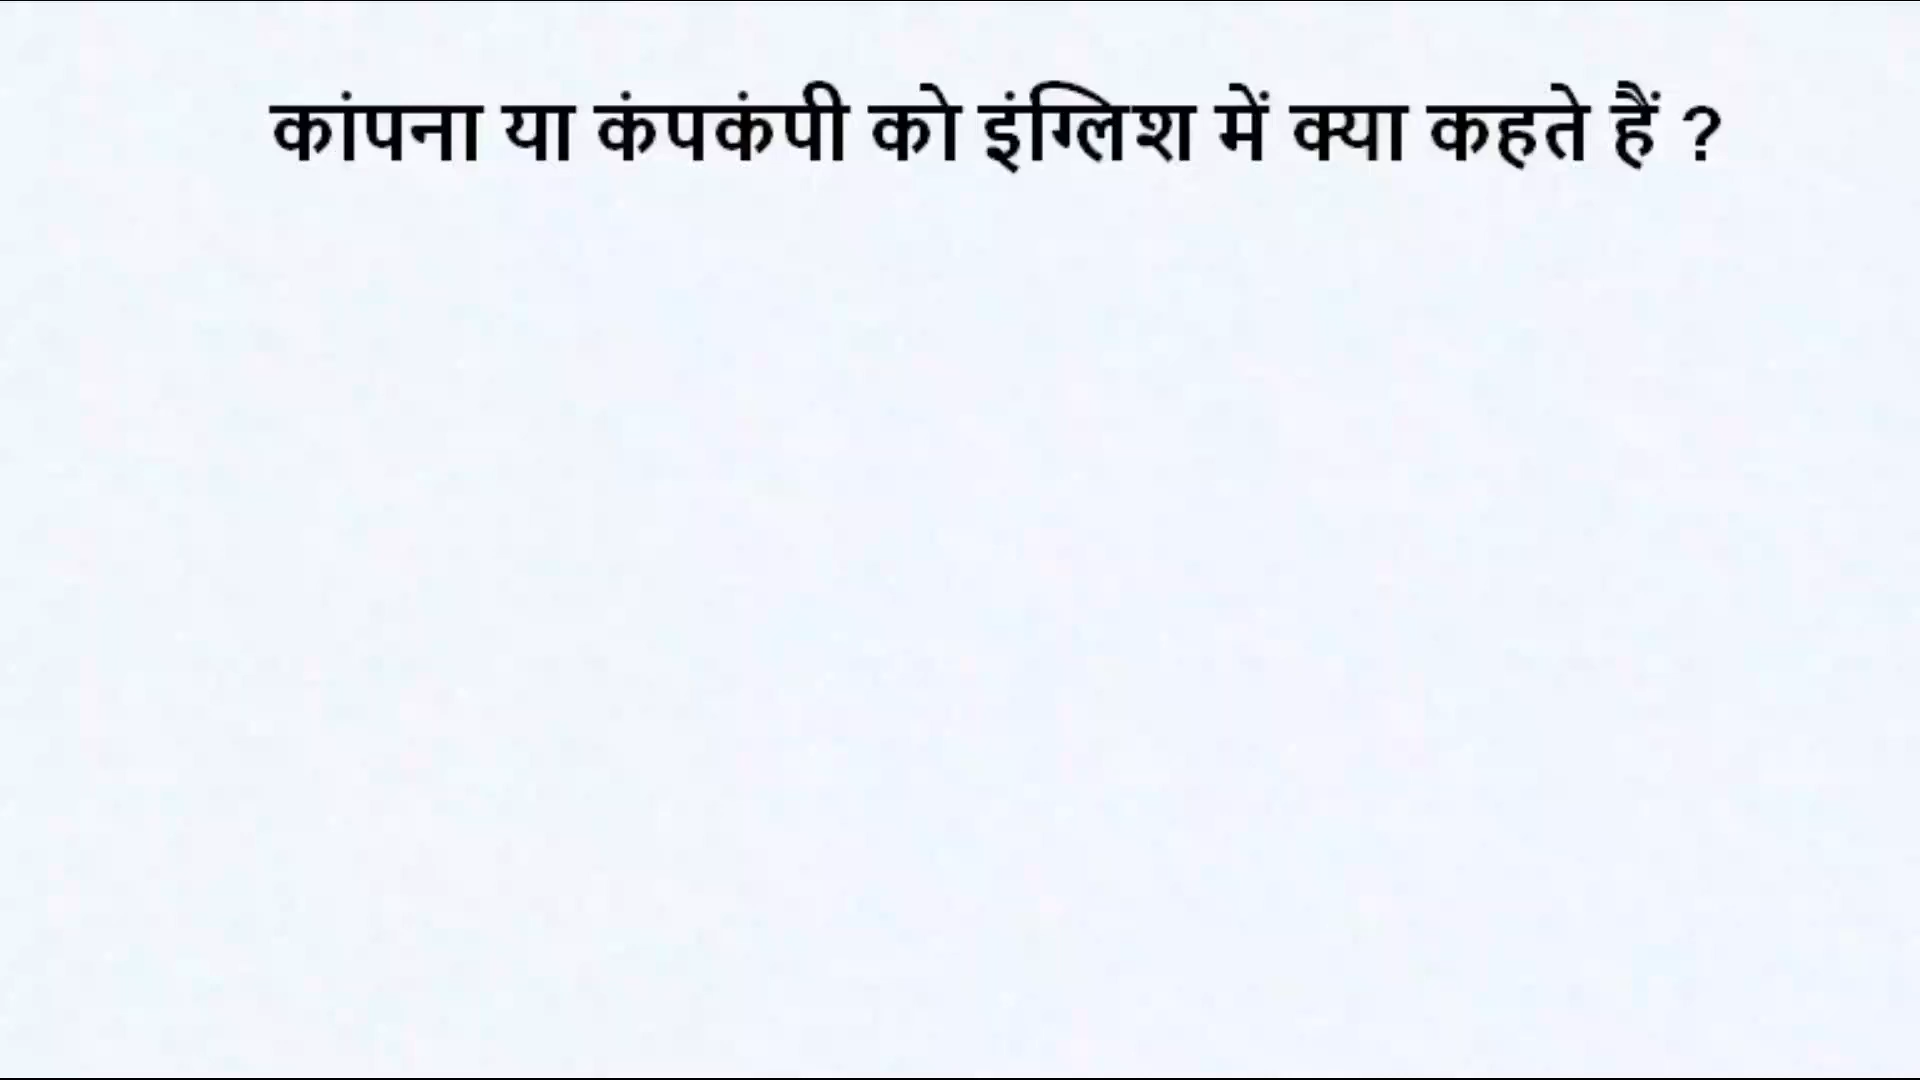 कांपना या कंपकंपी को इंग्लिश में क्या कहते हैं ?